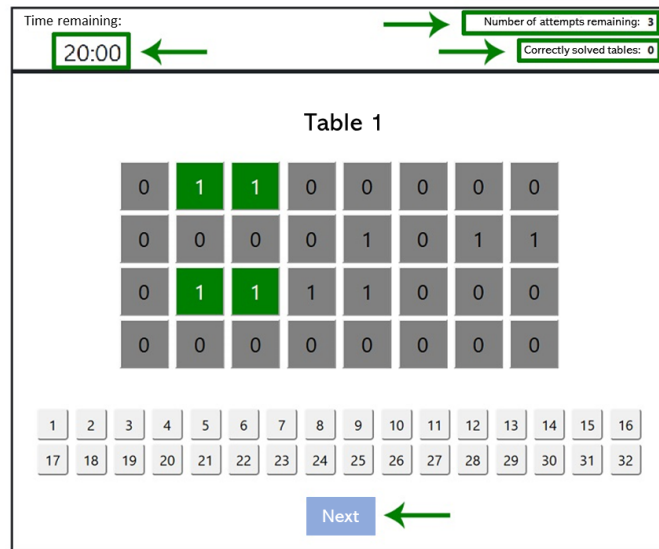 Time remaining:
20:00
Number of attempts remaining: 3
Correctly solved tables: 0
Table 1
0 1 1 0 0 0 0 0
0 0 0 0 1 0 1 1
0 1 1 1 1 0 0 0
0 0 0 0 0 0 0 0
1 2 3 4 5 6 7 8 9 10 11 12 13 14 15 16
17 18 19 20 21 22 23 24 25 26 27 28 29 30 31 32
Next